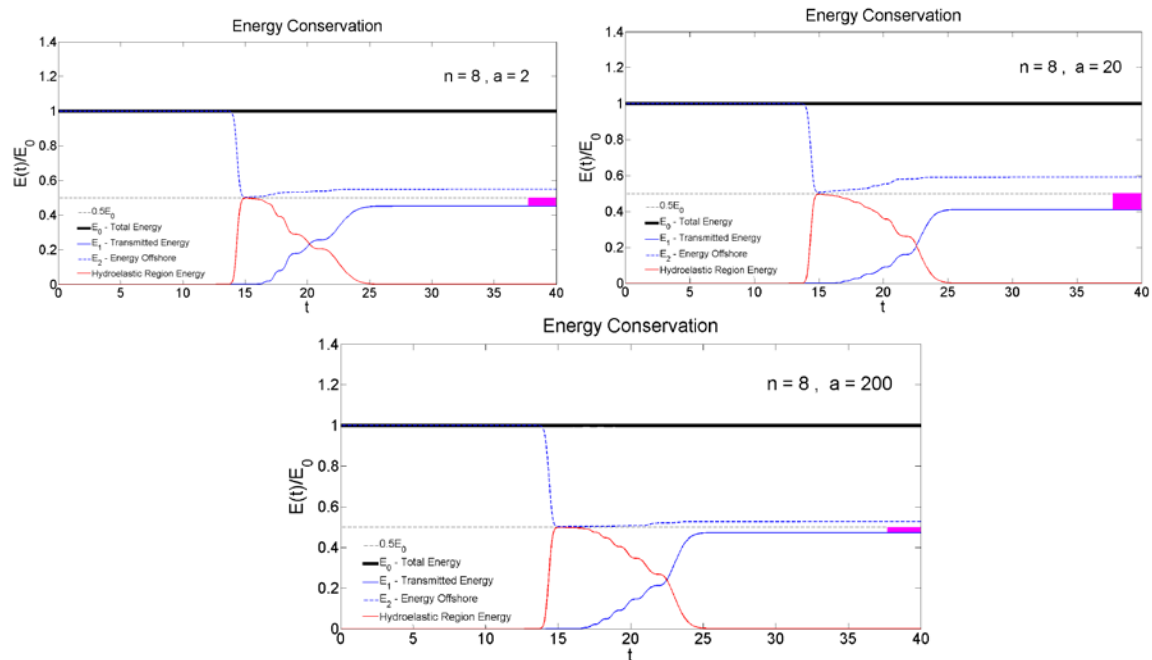 Energy Conservation
n = 8 , a = 2
E(t)/E0
1.4
1.2
1
0.8
0.6
0.4
0.2
0
0.5E0
E0 - Total Energy
E1 - Transmitted Energy
E2 - Energy Offshore
Hydroelastic Region Energy
0 5 10 15 20 25 30 35 40
t
Energy Conservation
n = 8 , a = 20
E(t)/E0
1.4
1.2
1
0.8
0.6
0.4
0.2
0
0.5E0
E0 - Total Energy
E1 - Transmitted Energy
E2 - Energy Offshore
Hydroelastic Region Energy
0 5 10 15 20 25 30 35 40
t
Energy Conservation
n = 8 , a = 200
E(t)/E0
1.4
1.2
1
0.8
0.6
0.4
0.2
0
0.5E0
E0 - Total Energy
E1 - Transmitted Energy
E2 - Energy Offshore
Hydroelastic Region Energy
0 5 10 15 20 25 30 35 40
t